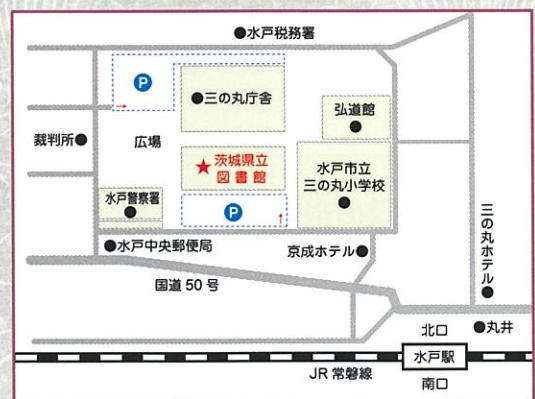 水戸税務署
P
三の丸庁舎
弘道館
裁判所
広場
茨城県立
図書館
水戸市立
三の丸小学校
水戸警察署
P
三の丸ホテル
水戸中央郵便局
京成ホテル
国道50号
北口
丸井
水戸駅
JR常磐線
南口